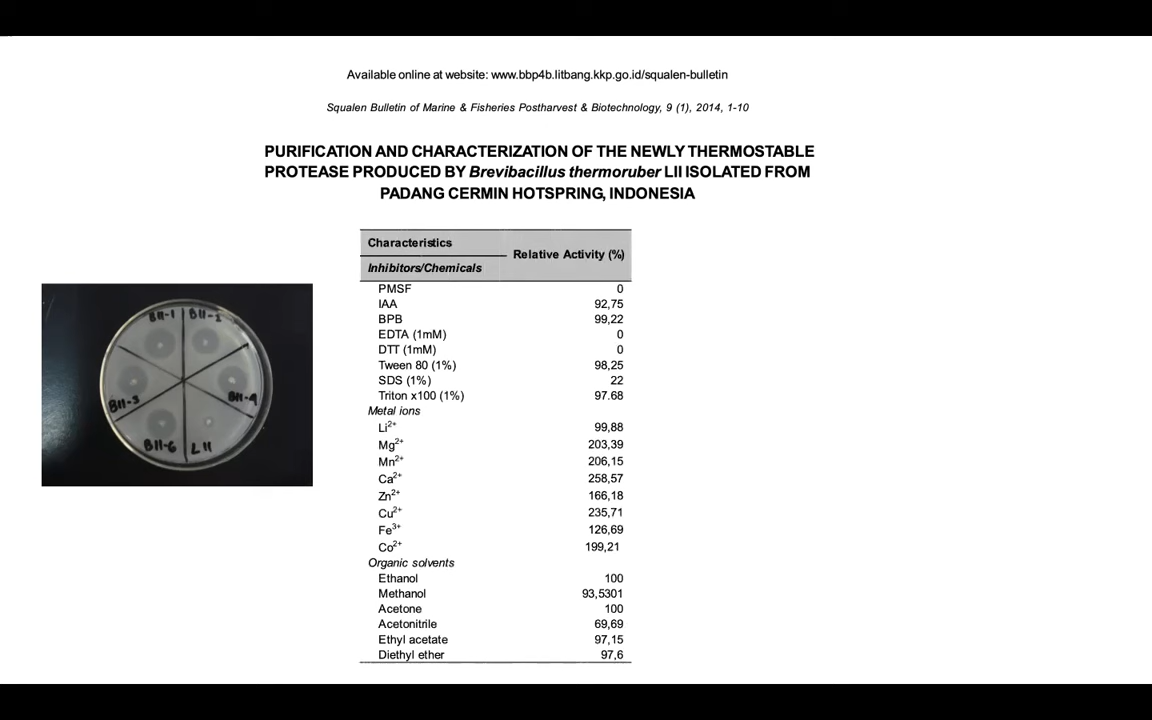 Available online at website: www.bbp4b.litbang.kkp.go.id/squalen-bulletin
Squalen Bulletin of Marine & Fisheries Postharvest & Biotechnology, 9 (1), 2014, 1-10
PURIFICATION AND CHARACTERIZATION OF THE NEWLY THERMOSTABLE
PROTEASE PRODUCED BY Brevibacillus thermoruber LII ISOLATED FROM
PADANG CERMIN HOTSPRING, INDONESIA
Characteristics
Relative Activity (%)
Inhibitors/Chemicals
PMSF 0
IAA 92,75
BPB 99,22
EDTA (1mM) 0
DTT (1mM) 0
Tween 80 (1%) 98,25
SDS (1%) 22
Triton x100 (1%) 97.68
Metal ions
Li²⁺ 99,88
Mg²⁺ 203,39
Mn²⁺ 206,15
Ca²⁺ 258,57
Zn²⁺ 166,18
Cu²⁺ 235,71
Fe³⁺ 126,69
Co²⁺ 199,21
Organic solvents
Ethanol 100
Methanol 93,5301
Acetone 100
Acetonitrile 69,69
Ethyl acetate 97,15
Diethyl ether 97,6
BII-1 BII-2
BII-3 BII-4
BII-6 LII